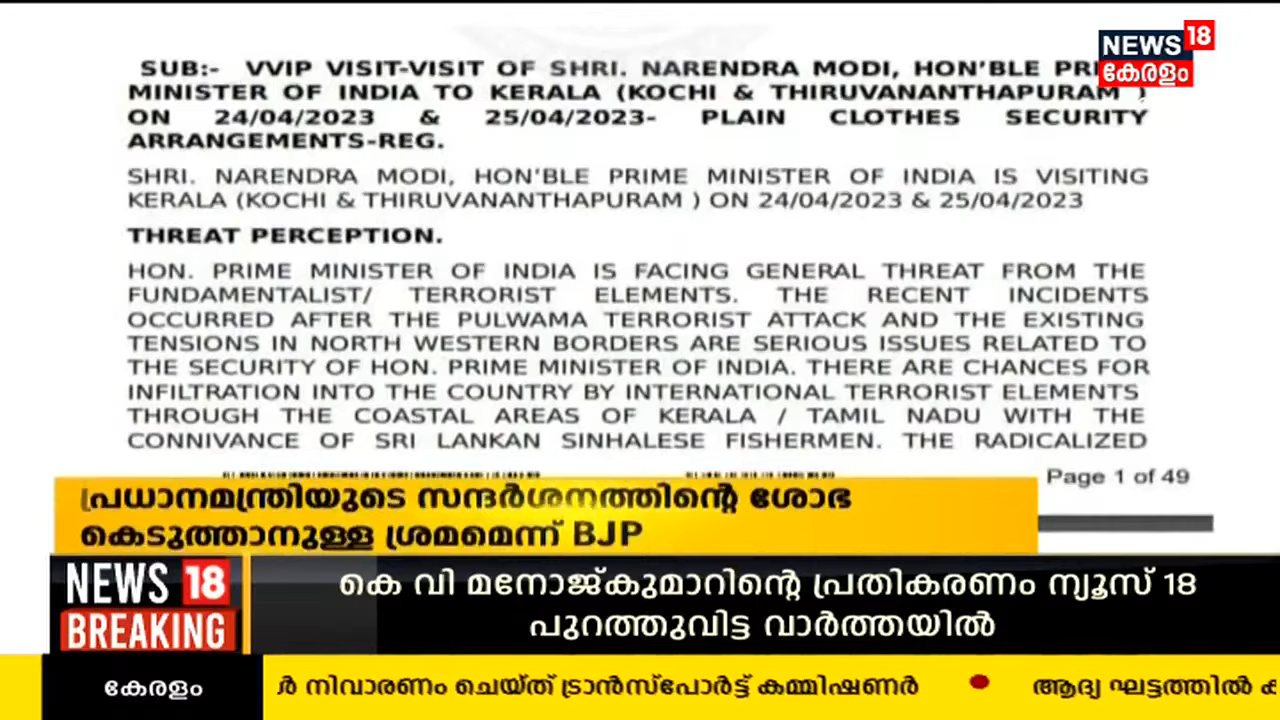 NEWS 18
കേരളം
SUB:- VVIP VISIT-VISIT OF SHRI. NARENDRA MODI, HON'BLE
MINISTER OF INDIA TO KERALA (KOCHI & THIRUVANANTHAPURAM )
ON 24/04/2023 & 25/04/2023- PLAIN CLOTHES SECURITY
ARRANGEMENTS-REG.
SHRI. NARENDRA MODI, HON'BLE PRIME MINISTER OF INDIA IS VISITING
KERALA (KOCHI & THIRUVANANTHAPURAM ) ON 24/04/2023 & 25/04/2023
THREAT PERCEPTION.
HON. PRIME MINISTER OF INDIA IS FACING GENERAL THREAT FROM THE
FUNDAMENTALIST/ TERRORIST ELEMENTS. THE RECENT INCIDENTS
OCCURRED AFTER THE PULWAMA TERRORIST ATTACK AND THE EXISTING
TENSIONS IN NORTH WESTERN BORDERS ARE SERIOUS ISSUES RELATED TO
THE SECURITY OF HON. PRIME MINISTER OF INDIA. THERE ARE CHANCES FOR
INFILTRATION INTO THE COUNTRY BY INTERNATIONAL TERRORIST ELEMENTS
THROUGH THE COASTAL AREAS OF KERALA / TAMIL NADU WITH THE
CONNIVANCE OF SRI LANKAN SINHALESE FISHERMEN. THE RADICALIZED
Page 1 of 49
പ്രധാനമന്ത്രിയുടെ സന്ദർശനത്തിന്റെ ശോഭ
കെടുത്താനുള്ള ശ്രമമെന്ന് BJP
NEWS 18
BREAKING
കെ വി മനോജ്കുമാറിന്റെ പ്രതികരണം ന്യൂസ് 18
പുറത്തുവിട്ട വാർത്തയിൽ
കേരളം
നിവാരണം ചെയ്ത് ട്രാൻസ്പോർട്ട് കമ്മിഷണർ ● ആദ്യ ഘട്ടത്തിൽ